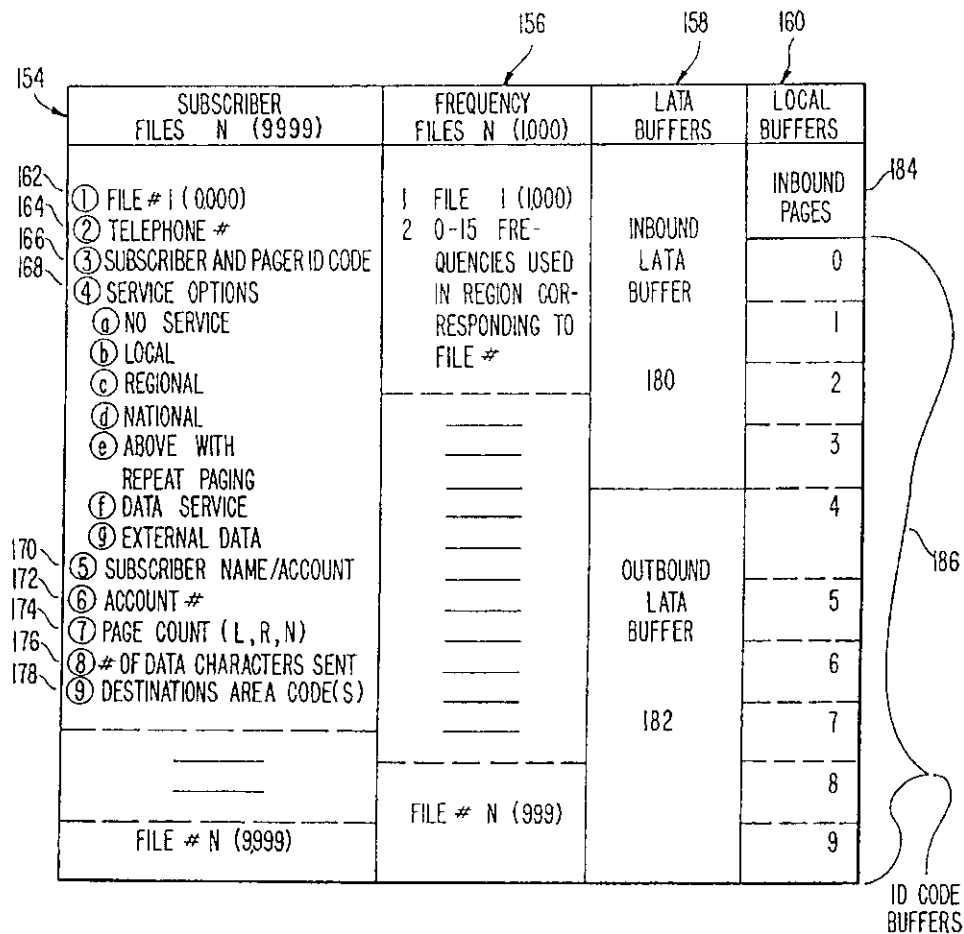 156
158
160
154
SUBSCRIBER
FILES N (9999)
FREQUENCY
FILES N (1,000)
LATA
BUFFERS
LOCAL
BUFFERS
162
① FILE # 1 (0,000)
164
② TELEPHONE #
166
③ SUBSCRIBER AND PAGER ID CODE
168
④ SERVICE OPTIONS
ⓐ NO SERVICE
ⓑ LOCAL
ⓒ REGIONAL
ⓓ NATIONAL
ⓔ ABOVE WITH
REPEAT PAGING
ⓕ DATA SERVICE
ⓖ EXTERNAL DATA
170
⑤ SUBSCRIBER NAME/ACCOUNT
172
⑥ ACCOUNT #
174
⑦ PAGE COUNT (L, R, N)
176
⑧ # OF DATA CHARACTERS SENT
178
⑨ DESTINATIONS AREA CODE(S)
FILE # N (9,999)
1 FILE 1 (1,000)
2 0-15 FRE-
QUENCIES USED
IN REGION COR-
RESPONDING TO
FILE #
FILE # N (999)
INBOUND
LATA
BUFFER
180
OUTBOUND
LATA
BUFFER
182
INBOUND
PAGES
184
0
1
2
3
4
5
6
7
8
9
186
ID CODE
BUFFERS